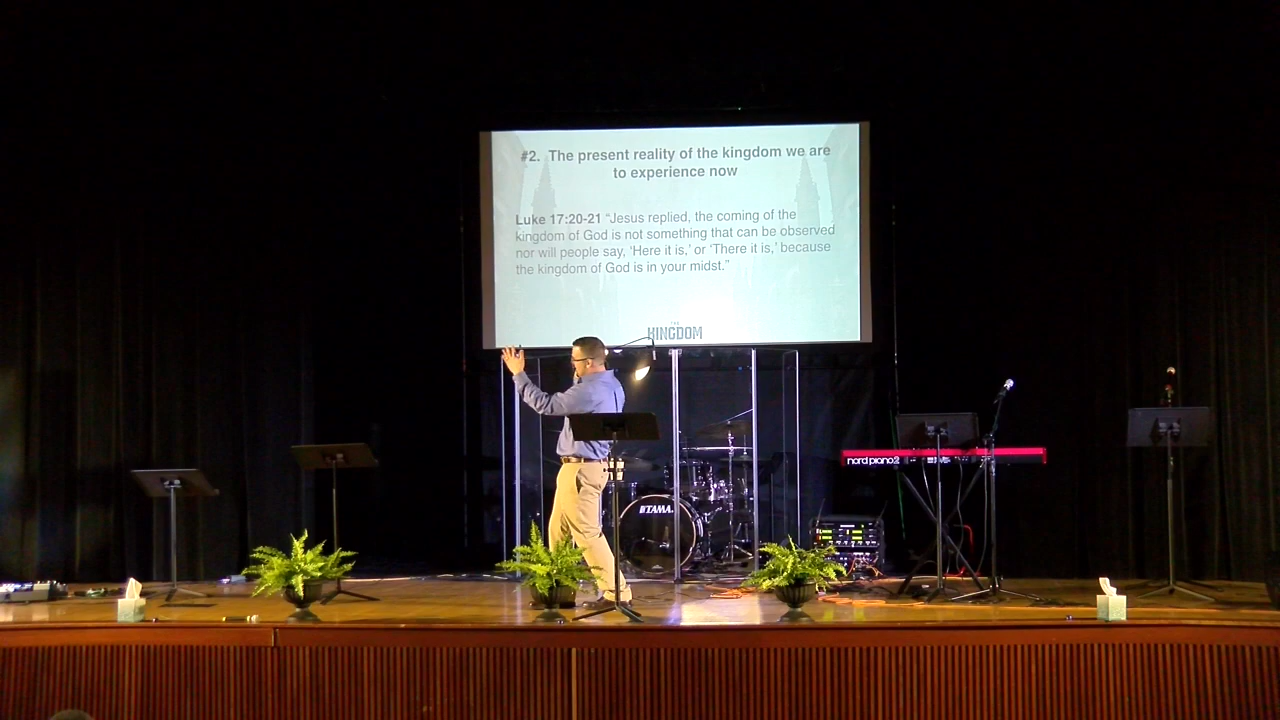 #2. The present reality of the kingdom we are
to experience now
Luke 17:20-21 “Jesus replied, the coming of the
kingdom of God is not something that can be observed
nor will people say, ‘Here it is,’ or ‘There it is,’ because
the kingdom of God is in your midst.”
THE
KINGDOM
nord piano2
TAMA